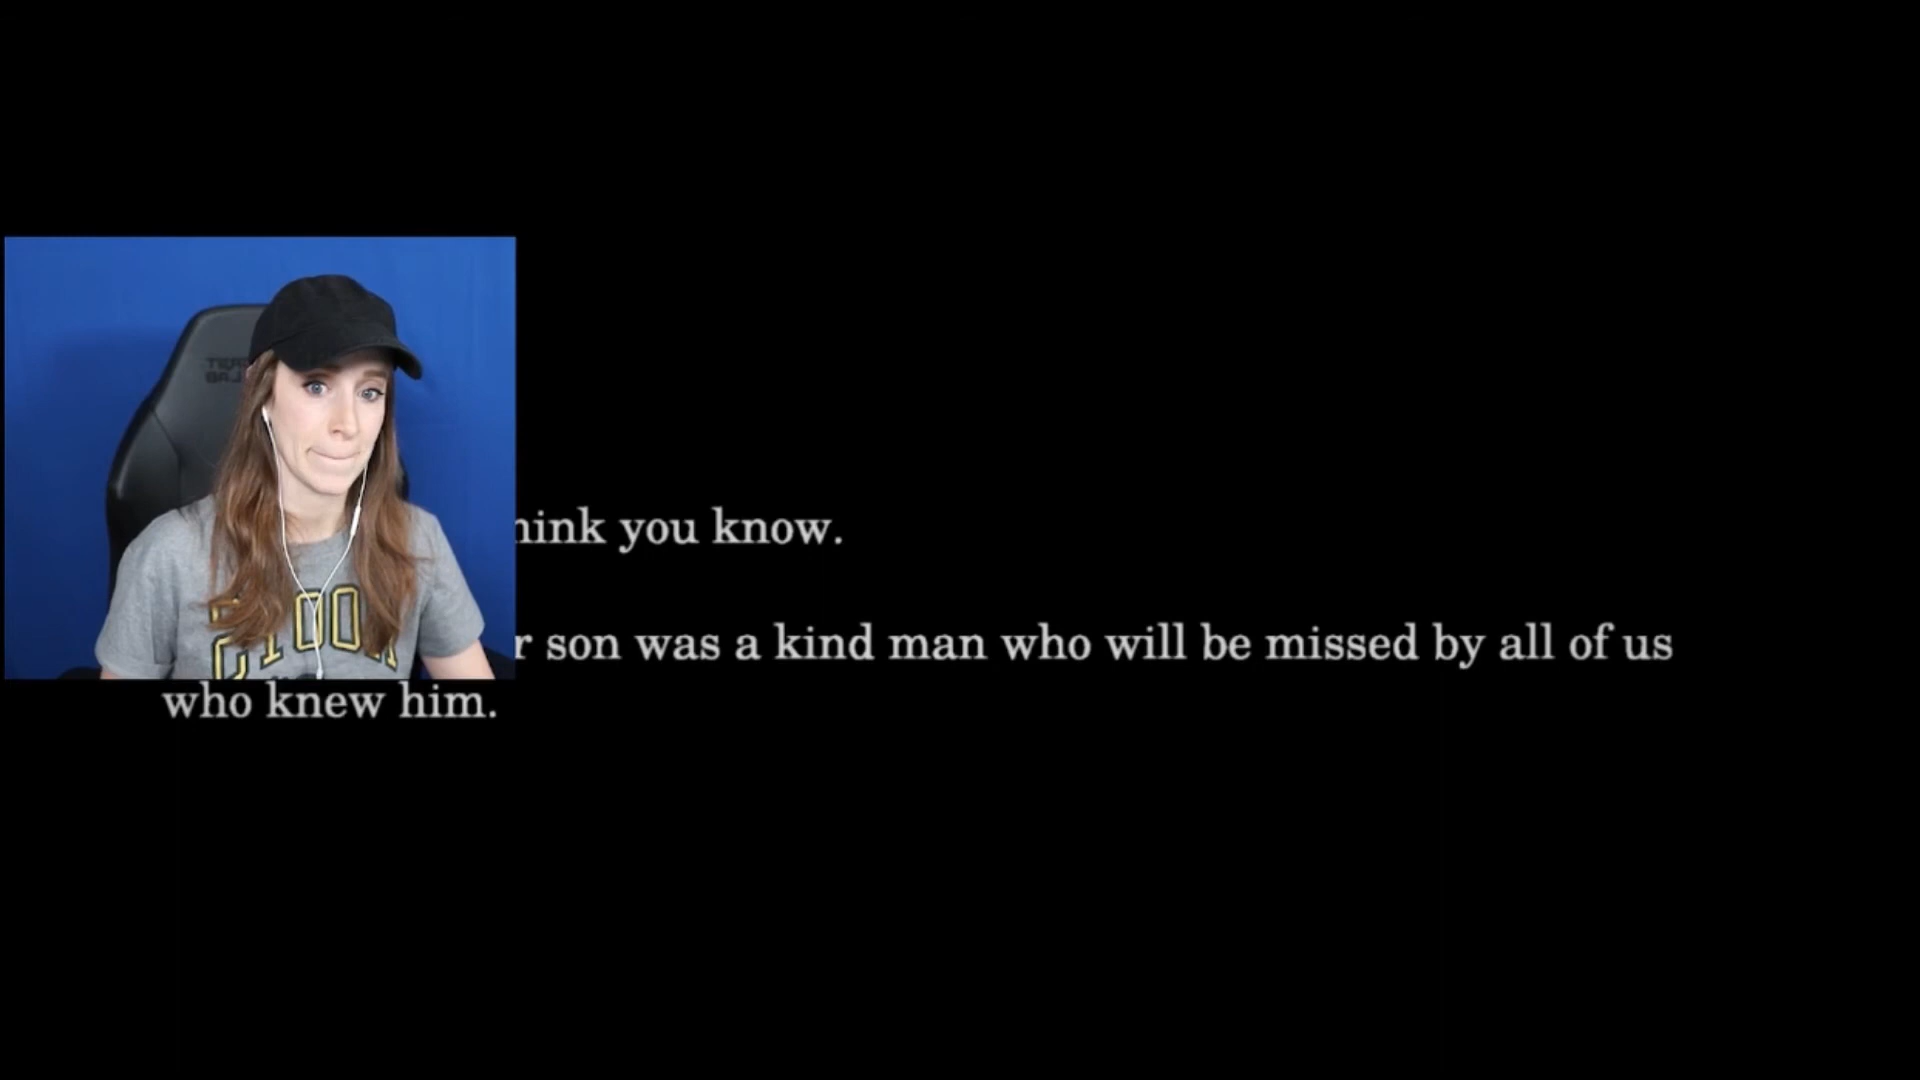 hink you know.
r son was a kind man who will be missed by all of us
who knew him.